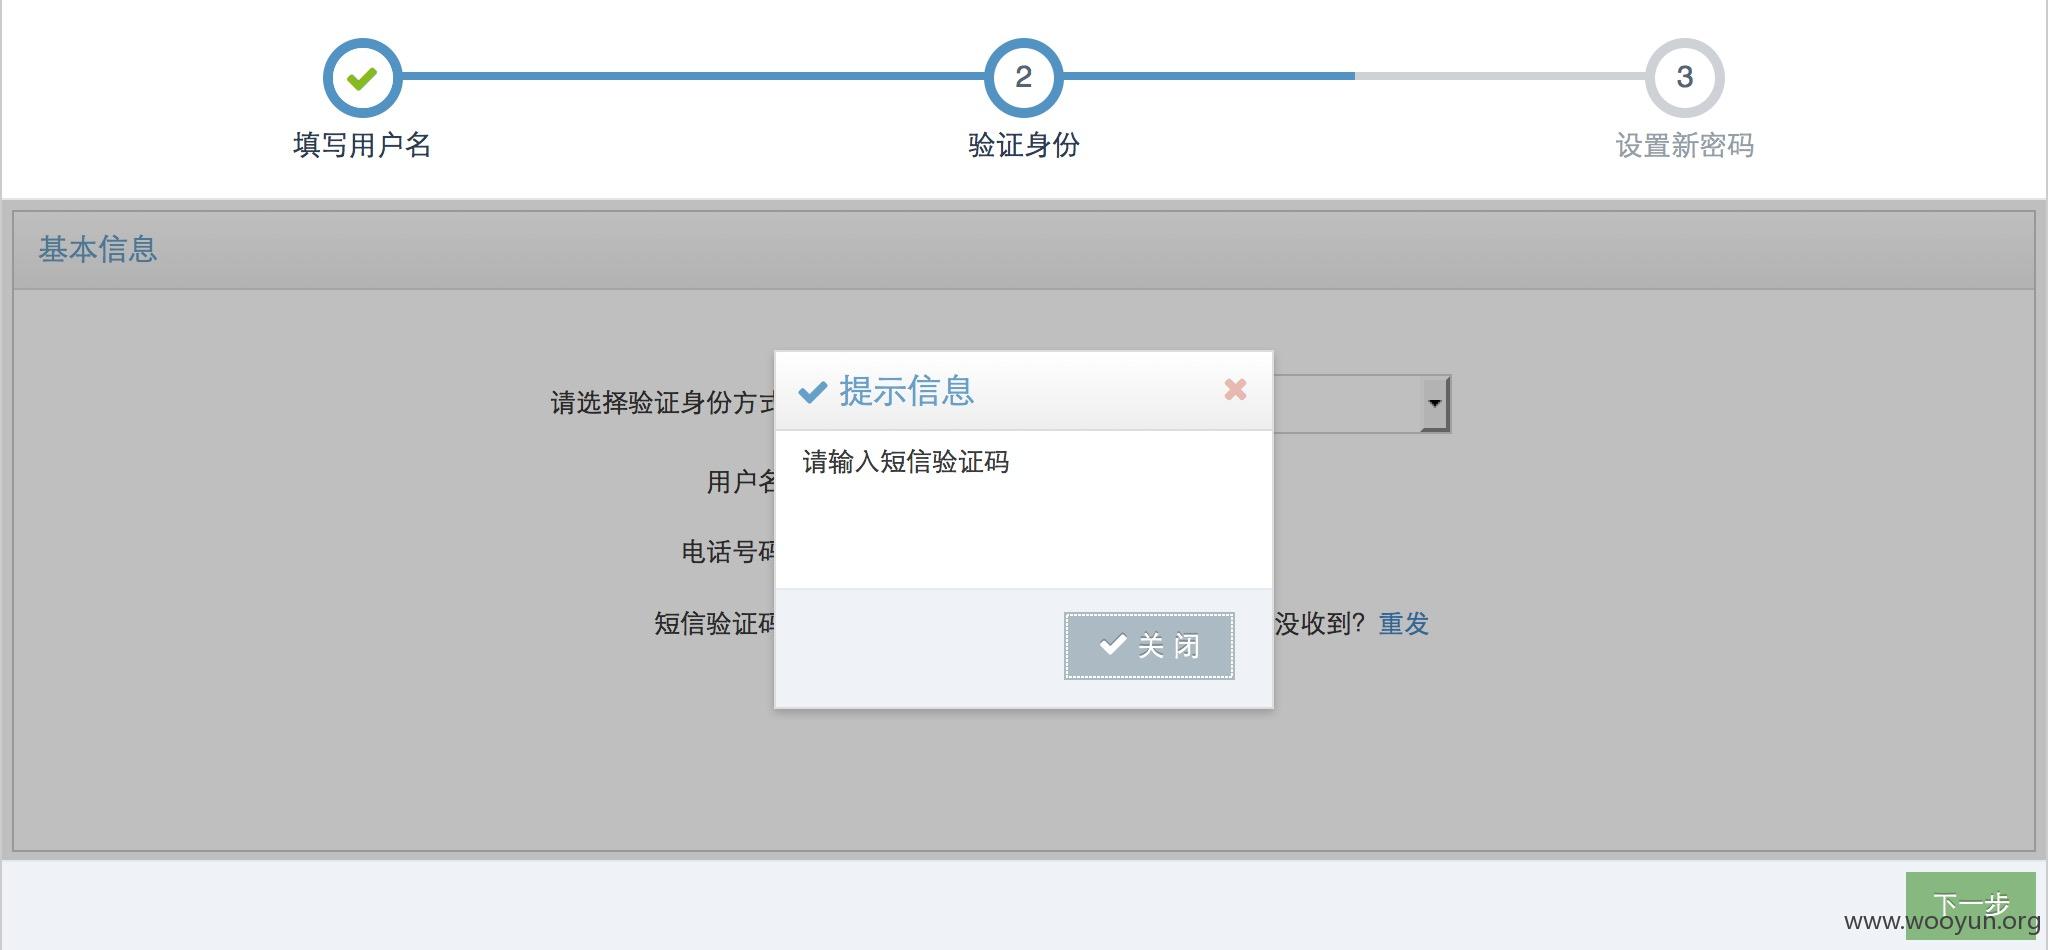 2
3
填写用户名
验证身份
设置新密码
基本信息
提示信息
请选择验证身份方式
请输入短信验证码
用户名
电话号码
短信验证码
没收到？重发
关 闭
下一步
www.wooyun.org